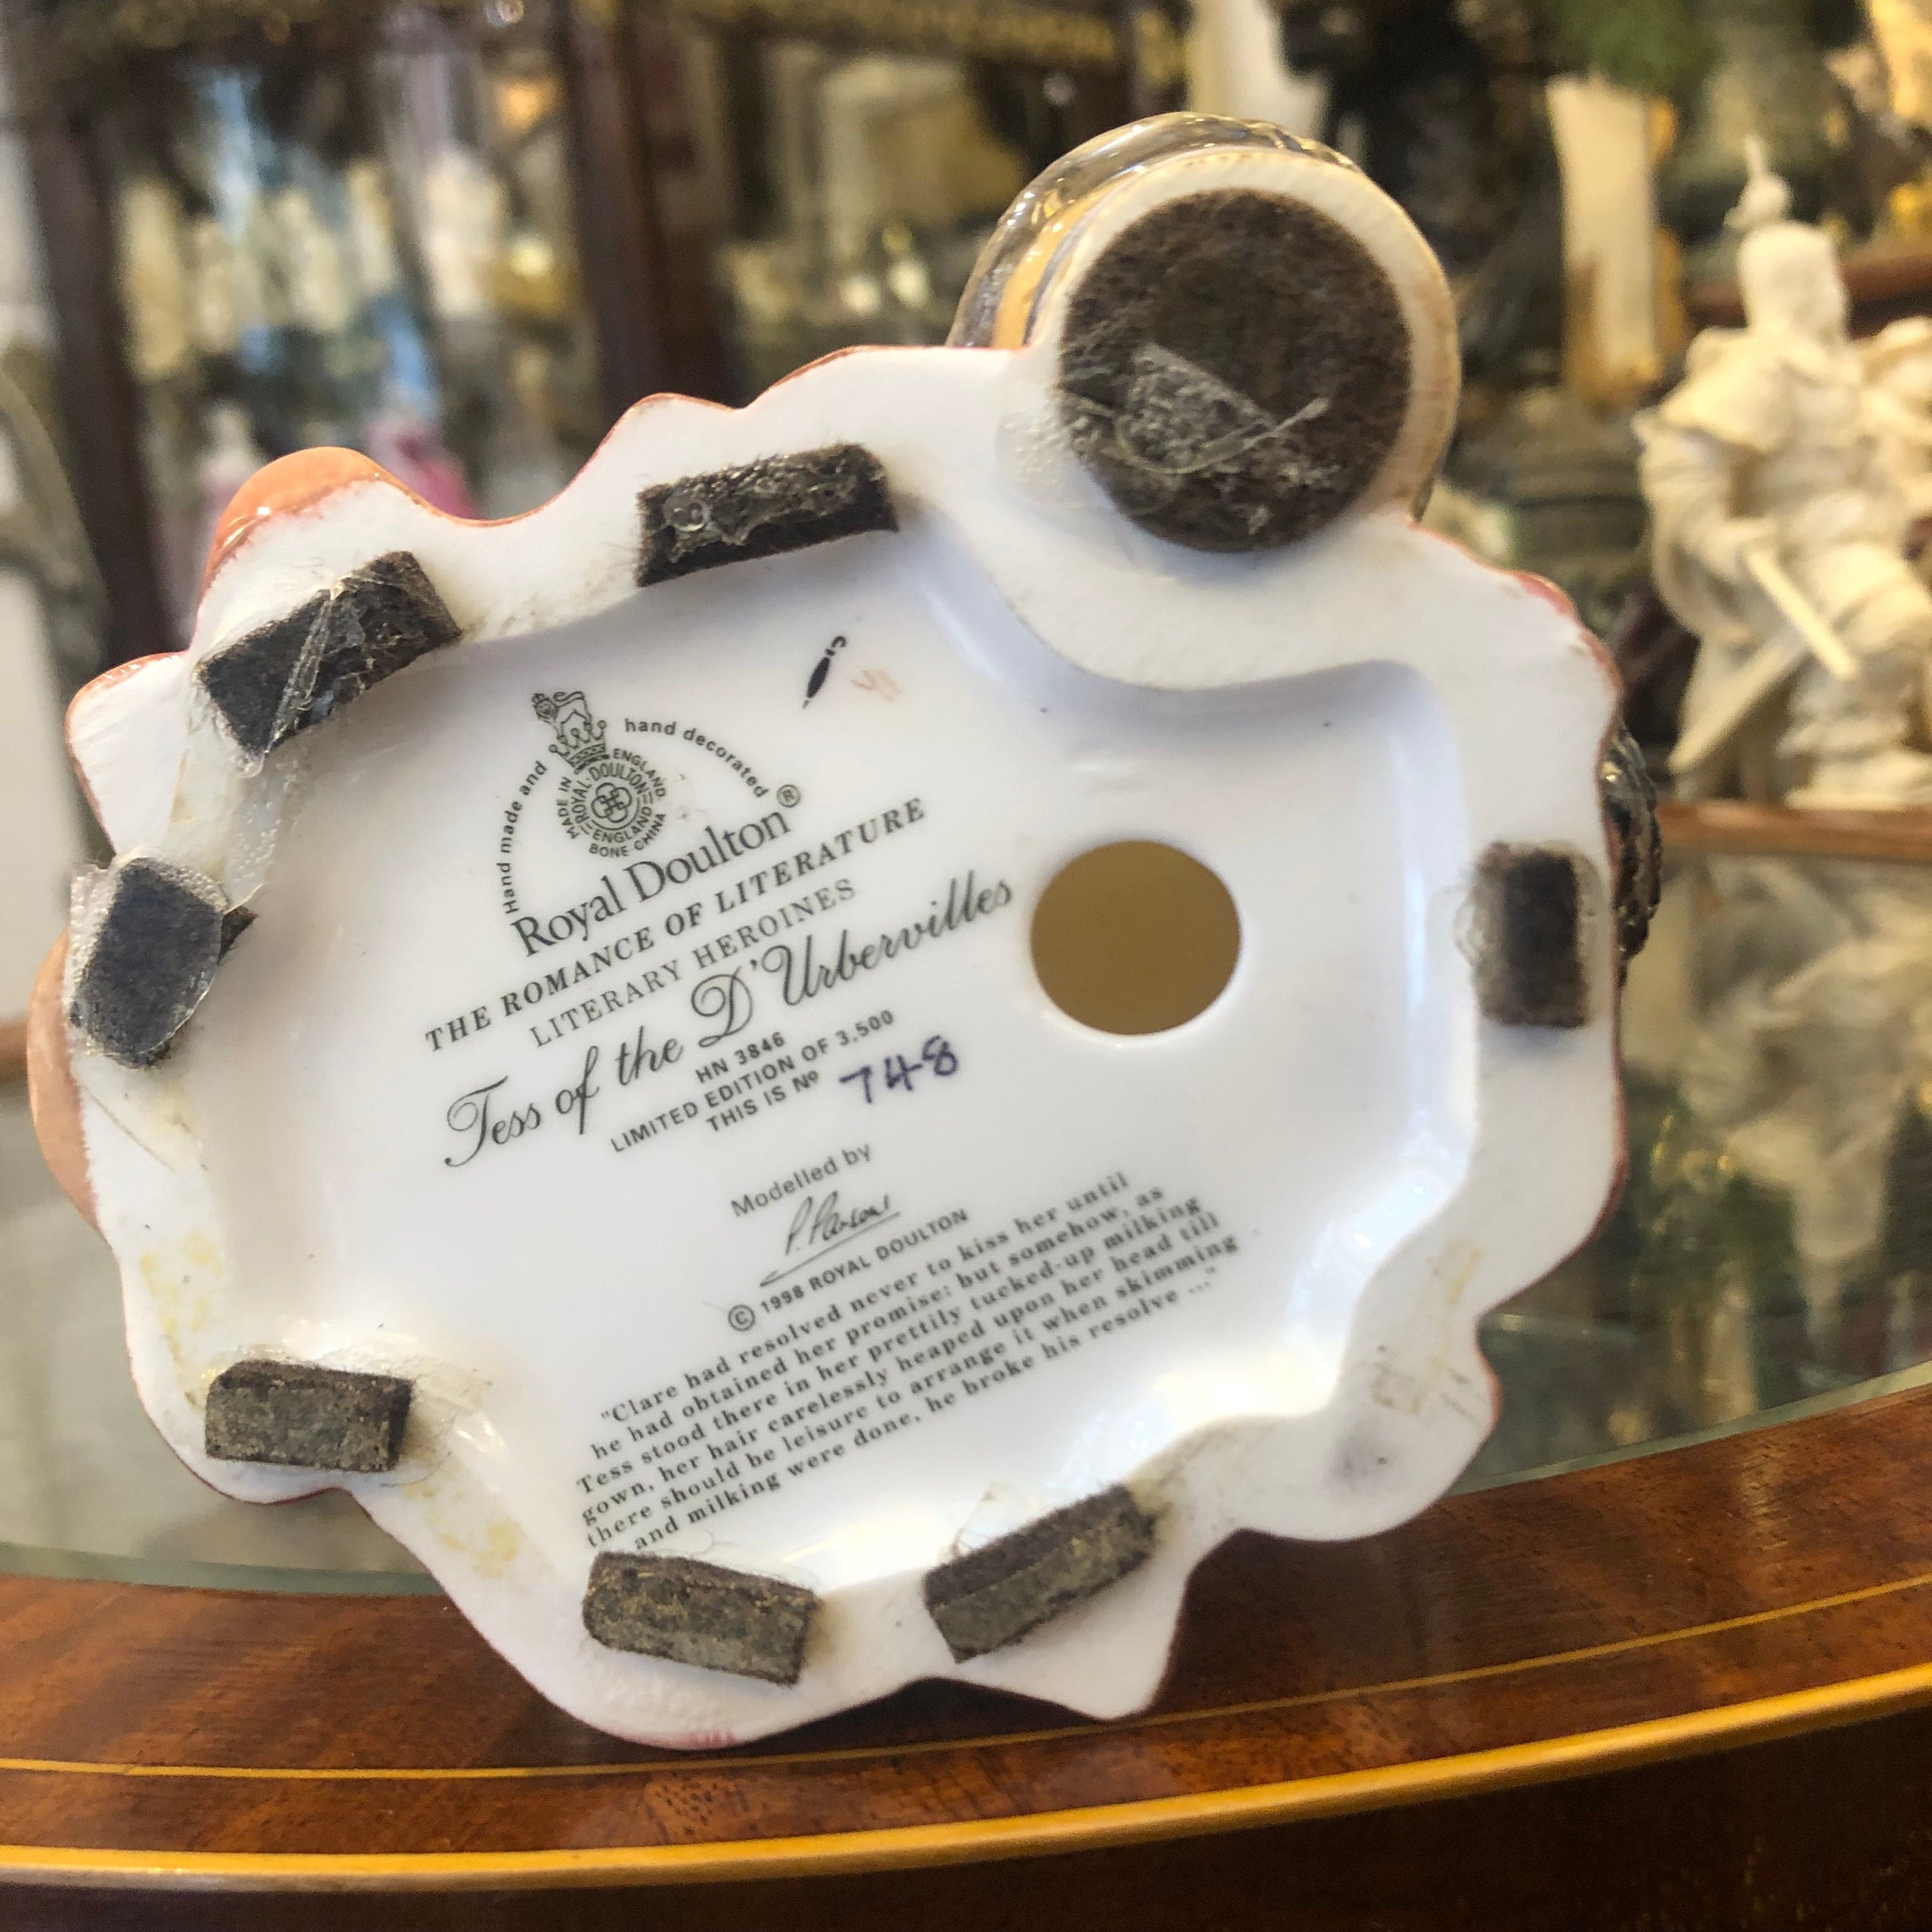 Hand made and hand decorated
MADE IN ENGLAND
ROYAL·DOULTON
ENGLAND
BONE CHINA
Royal Doulton®
THE ROMANCE OF LITERATURE
LITERARY HEROINES
Tess of the D'Urbervilles
HN 3846
LIMITED EDITION OF 3.500
THIS IS Nº 748
Modelled by
P. Parsons
© 1998 ROYAL DOULTON
"Clare had resolved never to kiss her until
he had obtained her promise: but somehow, as
Tess stood there in her prettily tucked-up milking
gown, her hair carelessly heaped upon her head till
there should be leisure to arrange it when skimming
and milking were done, he broke his resolve ..."